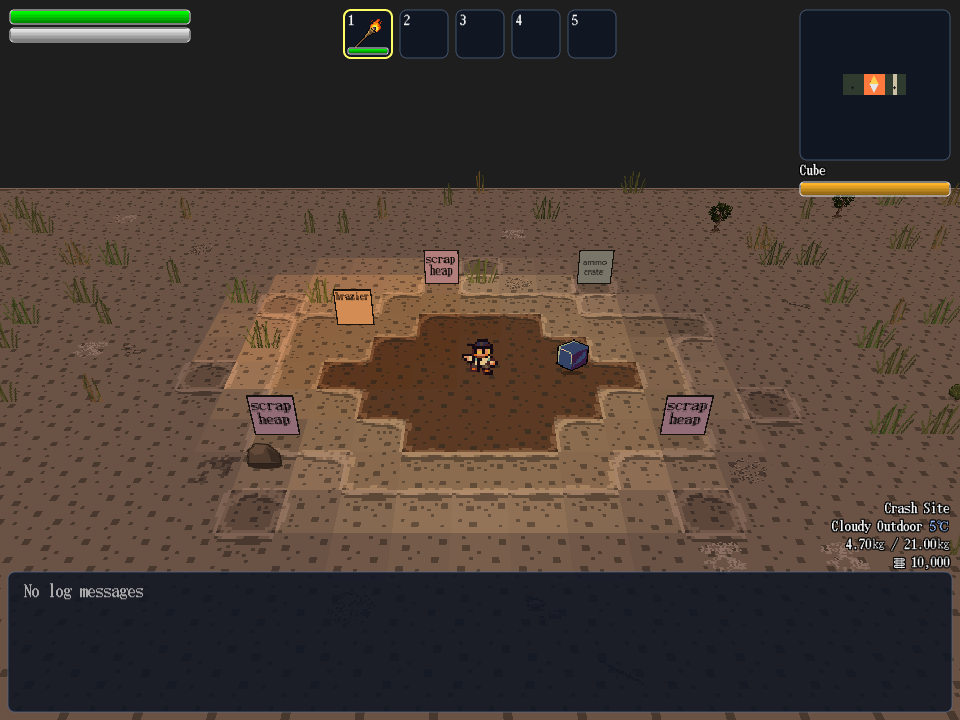 1
2
3
4
5
Cube
scrap
heap
ammo
crate
brazier
scrap
heap
scrap
heap
Crash Site
Cloudy Outdoor 5℃
4.70kg / 21.00kg
10,000
No log messages